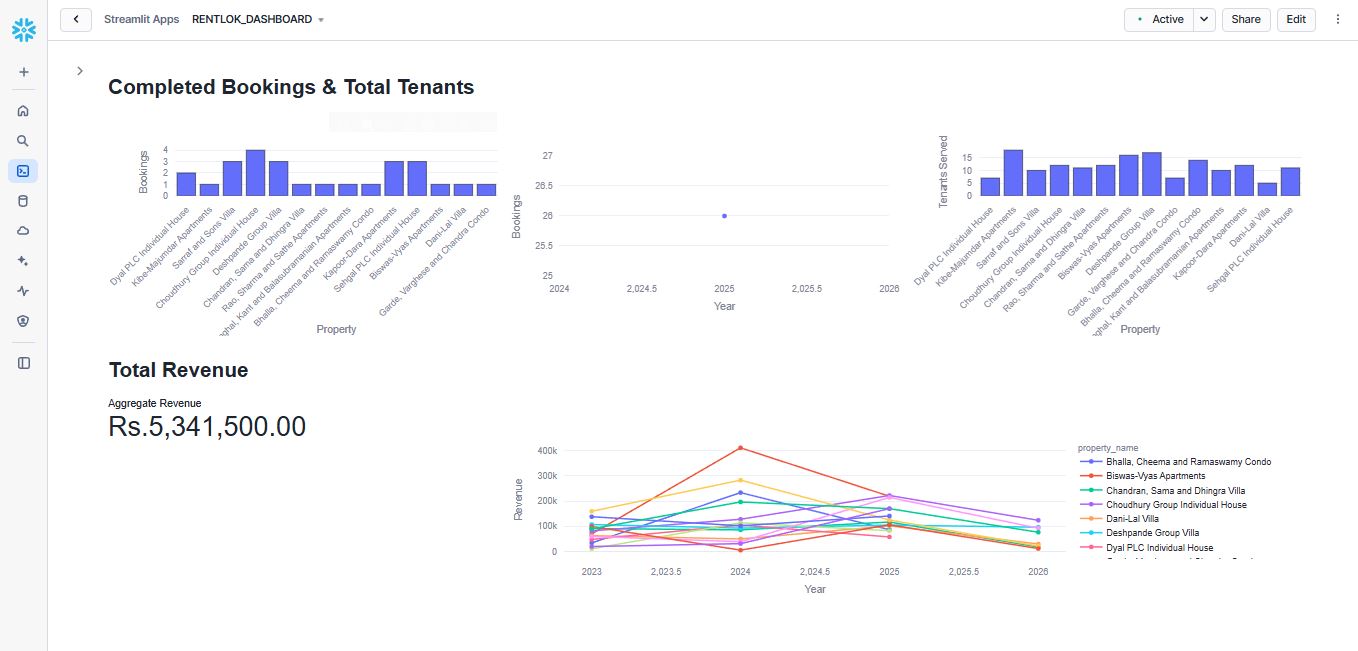 Streamlit Apps RENTLOK_DASHBOARD
Active
Share
Edit
Completed Bookings & Total Tenants
Bookings
4
3
2
1
0
Dyal PLC Individual House
Kibe-Majumdar Apartments
Sarraf and Sons Villa
Choudhury Group Individual House
Deshpande Group Villa
Chandran, Sama and Dhingra Villa
Rao, Sharma and Sathe Apartments
ghal, Kant and Balasubramanian Apartments
Bhalla, Cheema and Ramaswamy Condo
Kapoor-Dara Apartments
Sehgal PLC Individual House
Biswas-Vyas Apartments
Dani-Lal Villa
Garde, Varghese and Chandra Condo
Property
Bookings
27
26.5
26
25.5
25
2024
2,024.5
2025
2,025.5
2026
Year
Tenants Served
15
10
5
0
Dyal PLC Individual House
Kibe-Majumdar Apartments
Sarraf and Sons Villa
Choudhury Group Individual House
Chandran, Sama and Dhingra Villa
Rao, Sharma and Sathe Apartments
Biswas-Vyas Apartments
Deshpande Group Villa
Garde, Varghese and Chandra Condo
Bhalla, Cheema and Ramaswamy Condo
ghal, Kant and Balasubramanian Apartments
Kapoor-Dara Apartments
Dani-Lal Villa
Sehgal PLC Individual House
Property
Total Revenue
Aggregate Revenue
Rs.5,341,500.00
Revenue
400k
300k
200k
100k
0
2023
2,023.5
2024
2,024.5
2025
2,025.5
2026
Year
property_name
Bhalla, Cheema and Ramaswamy Condo
Biswas-Vyas Apartments
Chandran, Sama and Dhingra Villa
Choudhury Group Individual House
Dani-Lal Villa
Deshpande Group Villa
Dyal PLC Individual House